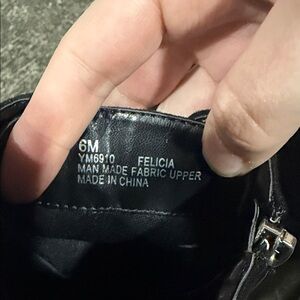 6M
YM6910 FELICIA
MAN MADE FABRIC UPPER
MADE IN CHINA